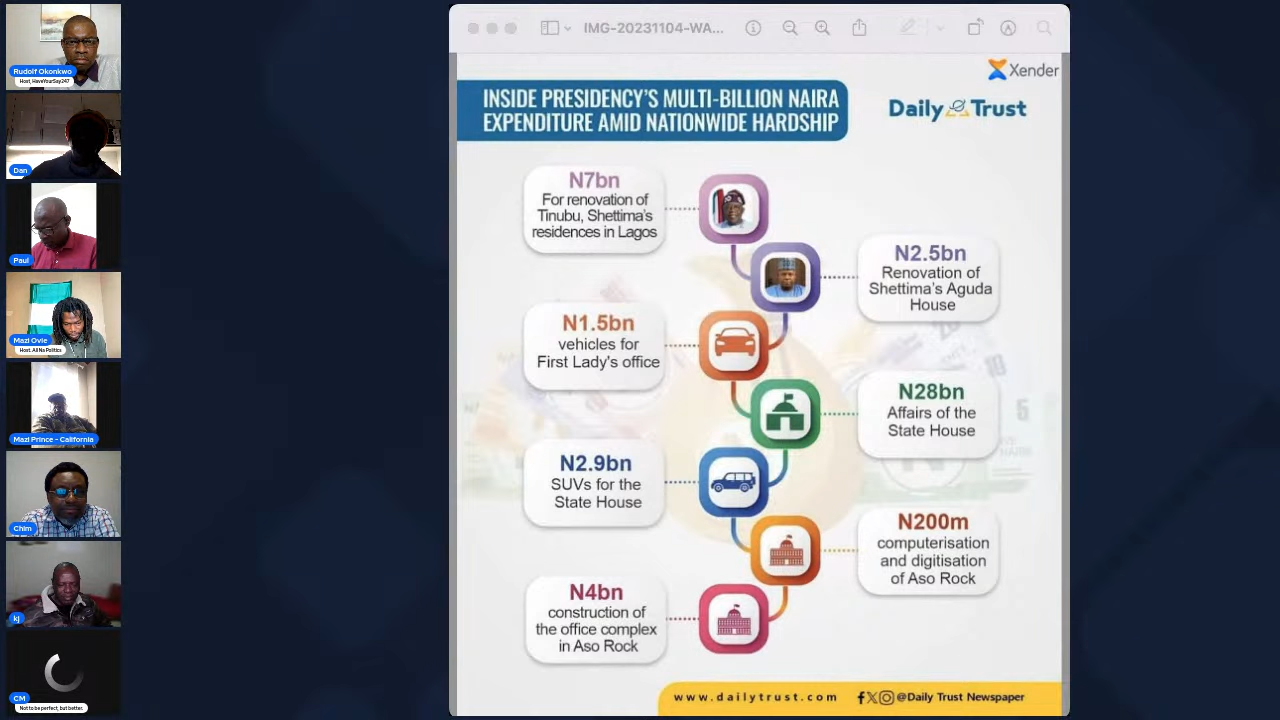 Rudolf Okonkwo
Host, HaveYourSay247
Dan
Paul
Mazi Ovie
Host: All Na Politics
Mazi Prince - California
Chim
kj
CM
Not to be perfect, but better.
IMG-20231104-WA...
Xender
INSIDE PRESIDENCY'S MULTI-BILLION NAIRA
EXPENDITURE AMID NATIONWIDE HARDSHIP
Daily Trust
N7bn
For renovation of
Tinubu, Shettima's
residences in Lagos
N2.5bn
Renovation of
Shettima's Aguda
House
N1.5bn
vehicles for
First Lady's office
N28bn
Affairs of the
State House
N2.9bn
SUVs for the
State House
N200m
computerisation
and digitisation
of Aso Rock
N4bn
construction of
the office complex
in Aso Rock
www.dailytrust.com
@Daily Trust Newspaper